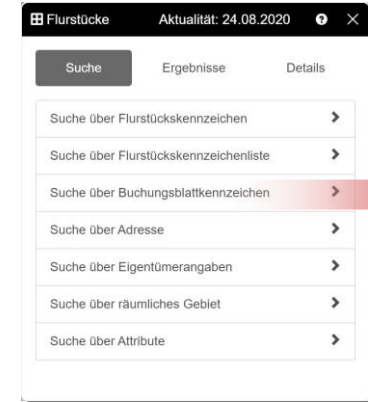 Flurstücke Aktualität: 24.08.2020 ?
Suche Ergebnisse Details
Suche über Flurstückskennzeichen
Suche über Flurstückskennzeichenliste
Suche über Buchungsblattkennzeichen
Suche über Adresse
Suche über Eigentümerangaben
Suche über räumliches Gebiet
Suche über Attribute